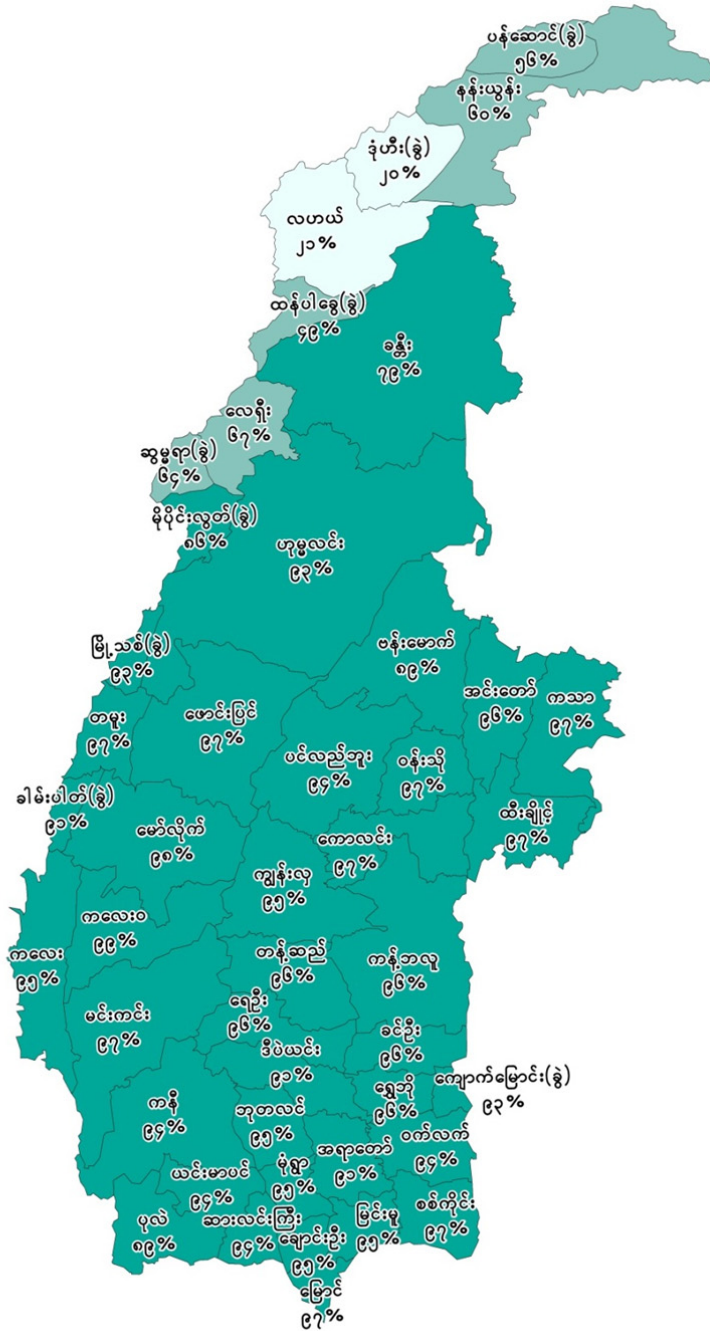 ပန်ဆောင်(ခွဲ)
၅၆%
နန်းယွန်း
၆၀%
ဒုံဟီး(ခွဲ)
၂၀%
လဟယ်
၂၁%
ထန်ပါခွေ(ခွဲ)
၄၉%
ခန္တီး
၇၉%
လေရှီး
၆၇%
ဆွမ္မရာ(ခွဲ)
၆၄%
မိုပိုင်းလွတ်(ခွဲ)
၈၆%
ဟုမ္မလင်း
၉၃%
မြို့သစ်(ခွဲ)
၉၃%
ဗန်းမောက်
၈၉%
အင်းတော်
၉၆%
ကသာ
၉၇%
တမူး
၉၇%
ဖောင်းပြင်
၉၇%
ပင်လည်ဘူး
၉၄%
ဝန်းသို
၉၇%
ခါမ်းပါတ်(ခွဲ)
၉၁%
မော်လိုက်
၉၈%
ကောလင်း
၉၇%
ထီးချိုင့်
၉၇%
ကျွန်းလှ
၉၅%
ကလေးဝ
၉၉%
ကလေး
၉၅%
တန့်ဆည်
၉၆%
ကန့်ဘလူ
၉၆%
မင်းကင်း
၉၇%
ရေဦး
၉၆%
ခင်ဦး
၉၆%
ဒီပဲယင်း
၉၁%
ကျောက်မြောင်း(ခွဲ)
၉၃%
ရွှေဘို
၉၆%
ကနီ
၉၄%
ဘုတလင်
၉၅%
ဝက်လက်
၉၄%
အရာတော်
၉၁%
မုံရွာ
၉၅%
ယင်းမာပင်
၉၄%
စစ်ကိုင်း
၉၇%
မြင်းမူ
၉၅%
ပုလဲ
၈၉%
ဆားလင်းကြီး
၉၄%
ချောင်းဦး
၉၅%
မြောင်
၉၇%